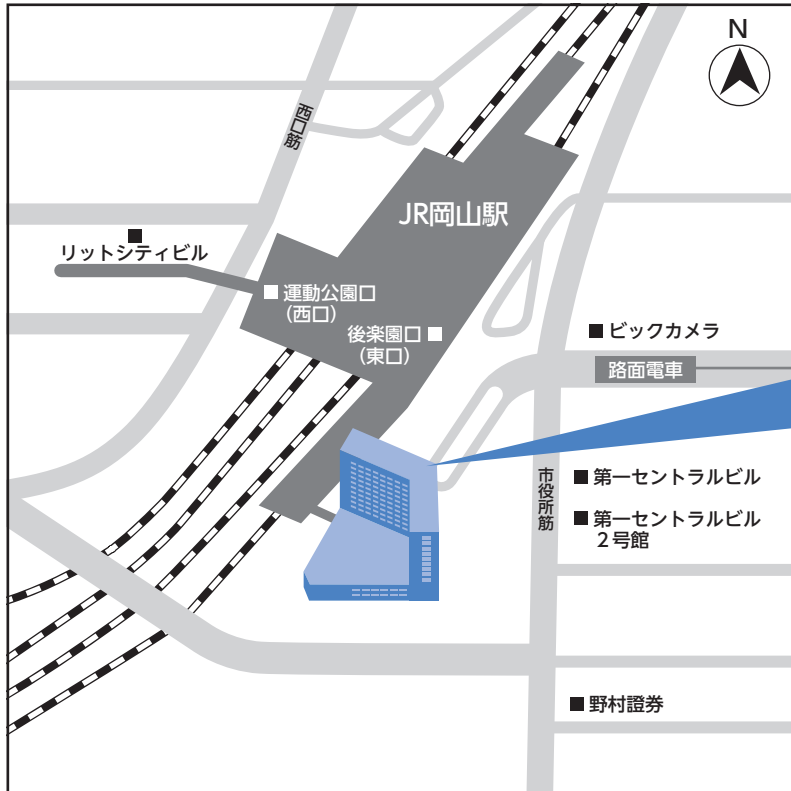 N
西口筋
JR岡山駅
リットシティビル
運動公園口
（西口）
後楽園口
（東口）
ビックカメラ
路面電車
市役所筋
第一セントラルビル
第一セントラルビル
２号館
野村證券